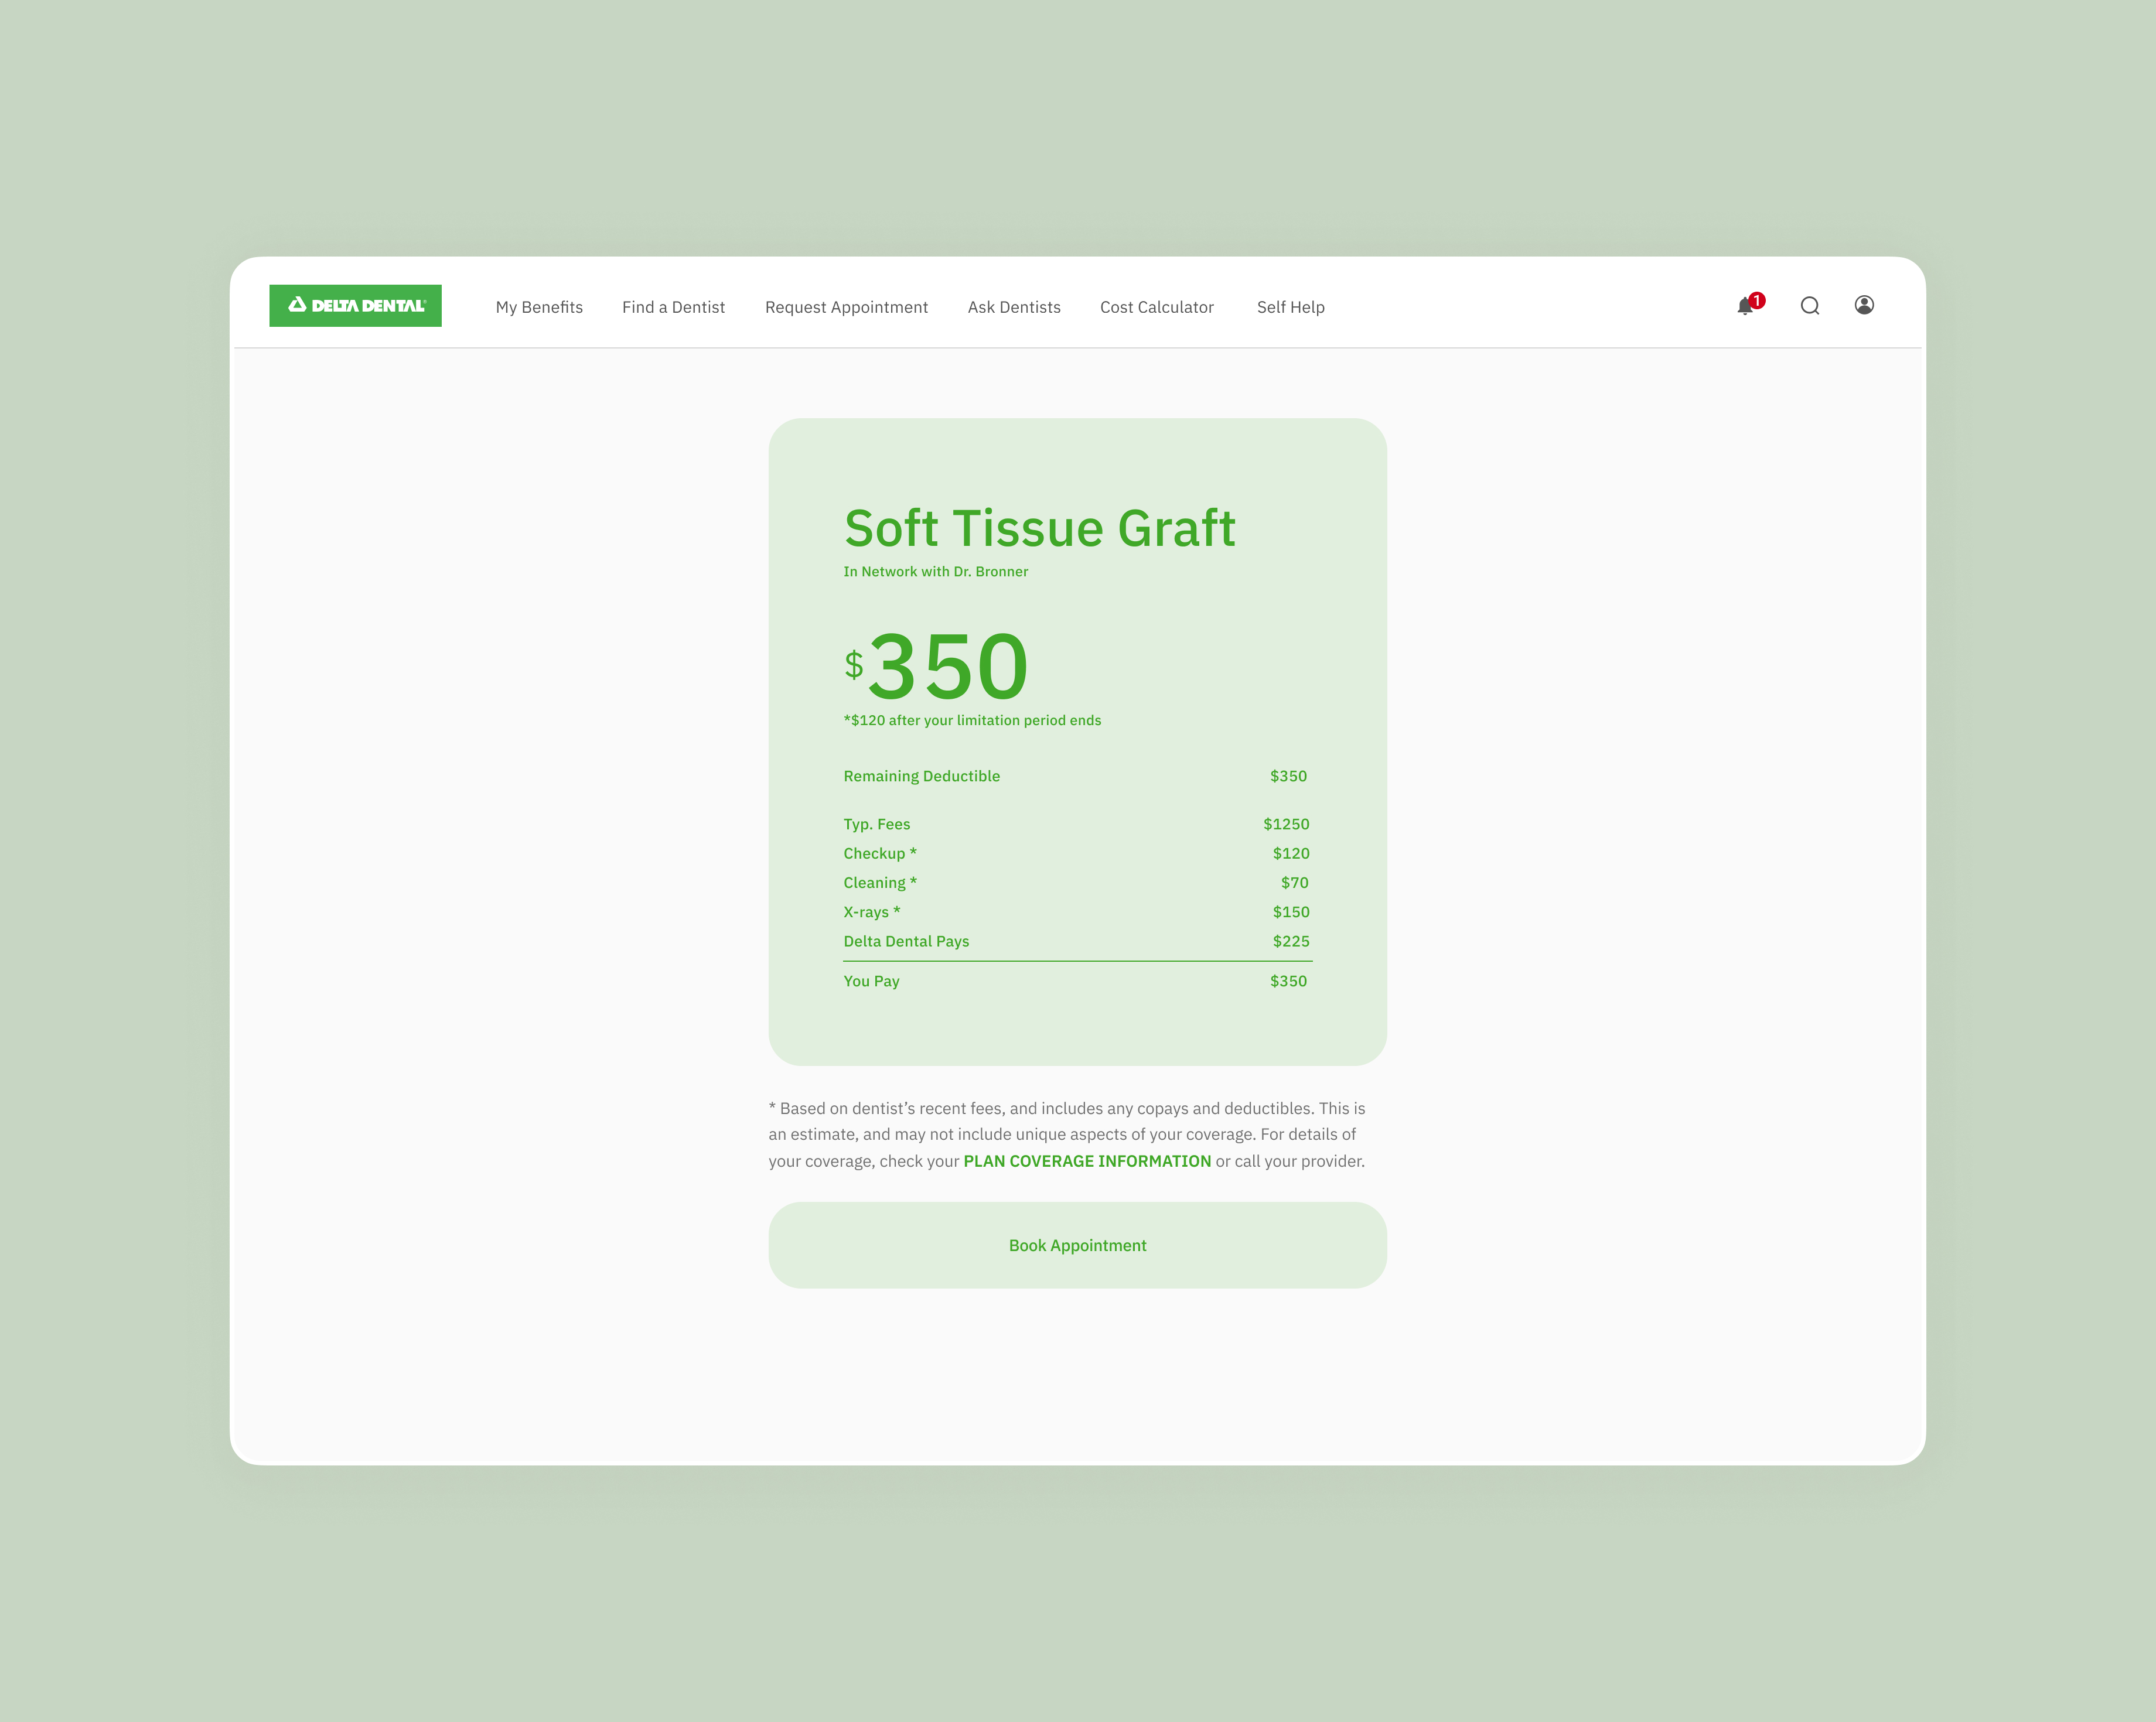 DELTA DENTAL
My Benefits Find a Dentist Request Appointment Ask Dentists Cost Calculator Self Help 1
Soft Tissue Graft
In Network with Dr. Bronner
$350
*$120 after your limitation period ends
Remaining Deductible $350
Typ. Fees $1250
Checkup * $120
Cleaning * $70
X-rays * $150
Delta Dental Pays $225
You Pay $350
* Based on dentist’s recent fees, and includes any copays and deductibles. This is
an estimate, and may not include unique aspects of your coverage. For details of
your coverage, check your PLAN COVERAGE INFORMATION or call your provider.
Book Appointment